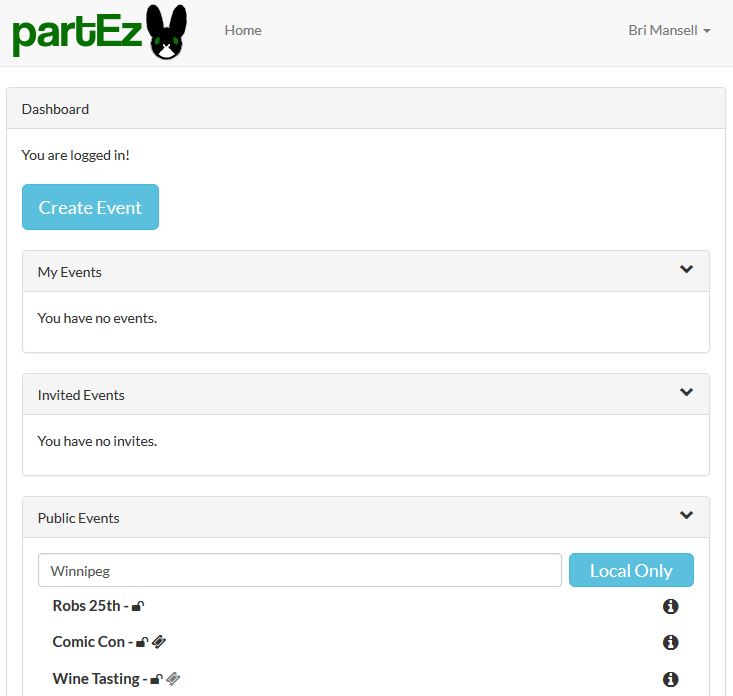 partEz
Home
Bri Mansell
Dashboard
You are logged in!
Create Event
My Events
You have no events.
Invited Events
You have no invites.
Public Events
Winnipeg
Local Only
Robs 25th -
Comic Con -
Wine Tasting -